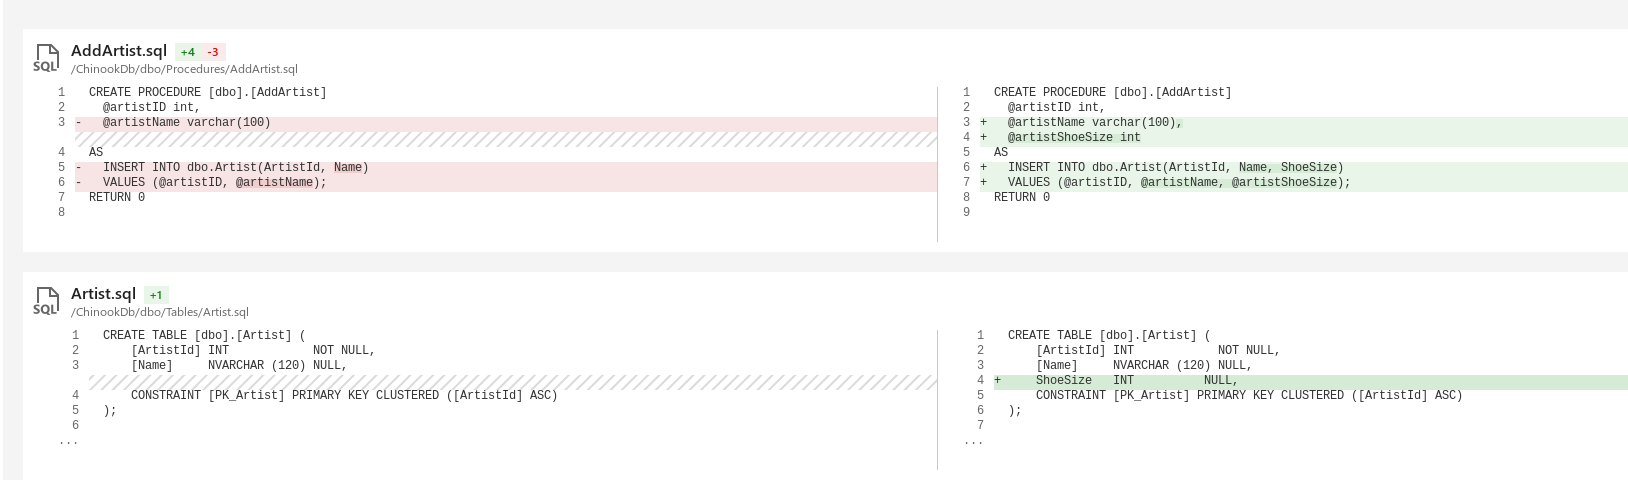 AddArtist.sql +4 -3
SQL
/ChinookDb/dbo/Procedures/AddArtist.sql
1 CREATE PROCEDURE [dbo].[AddArtist]
2 @artistID int,
3 - @artistName varchar(100)
4 AS
5 - INSERT INTO dbo.Artist(ArtistId, Name)
6 - VALUES (@artistID, @artistName);
7 RETURN 0
8
1 CREATE PROCEDURE [dbo].[AddArtist]
2 @artistID int,
3 + @artistName varchar(100),
4 + @artistShoeSize int
5 AS
6 + INSERT INTO dbo.Artist(ArtistId, Name, ShoeSize)
7 + VALUES (@artistID, @artistName, @artistShoeSize);
8 RETURN 0
9
Artist.sql +1
SQL
/ChinookDb/dbo/Tables/Artist.sql
1 CREATE TABLE [dbo].[Artist] (
2 [ArtistId] INT NOT NULL,
3 [Name] NVARCHAR (120) NULL,
4 CONSTRAINT [PK_Artist] PRIMARY KEY CLUSTERED ([ArtistId] ASC)
5 );
6
...
1 CREATE TABLE [dbo].[Artist] (
2 [ArtistId] INT NOT NULL,
3 [Name] NVARCHAR (120) NULL,
4 + ShoeSize INT NULL,
5 CONSTRAINT [PK_Artist] PRIMARY KEY CLUSTERED ([ArtistId] ASC)
6 );
7
...